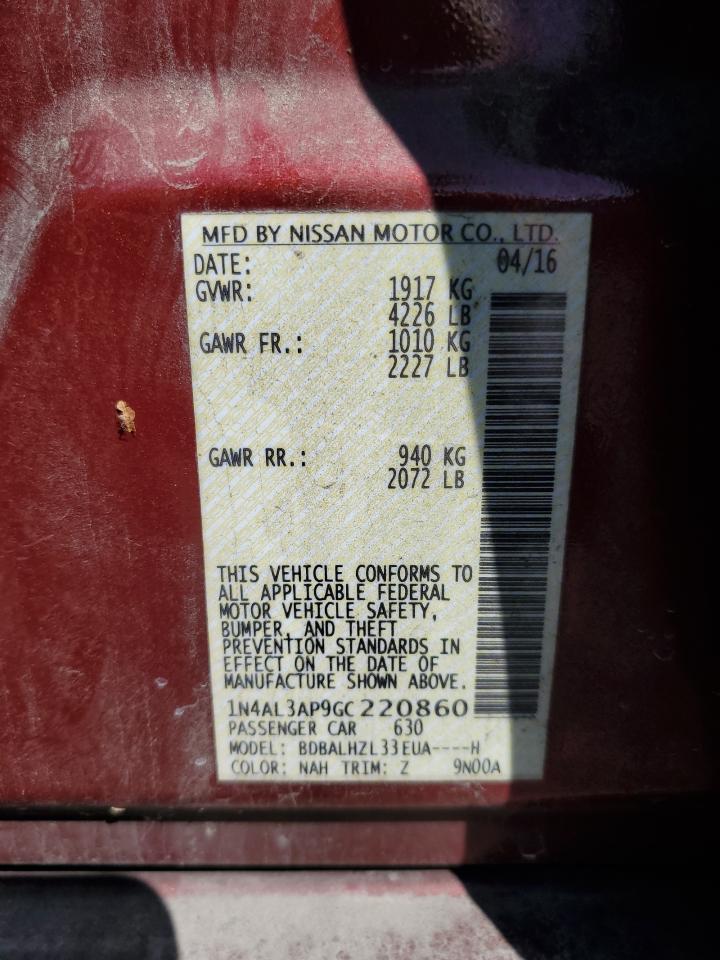 MFD BY NISSAN MOTOR CO., LTD.
DATE: 04/16
GVWR: 1917 KG
4226 LB
GAWR FR.: 1010 KG
2227 LB
GAWR RR.: 940 KG
2072 LB
THIS VEHICLE CONFORMS TO
ALL APPLICABLE FEDERAL
MOTOR VEHICLE SAFETY,
BUMPER, AND THEFT
PREVENTION STANDARDS IN
EFFECT ON THE DATE OF
MANUFACTURE SHOWN ABOVE.
1N4AL3AP9GC220860
PASSENGER CAR 630
MODEL: BDBALHZL33EUA----H
COLOR: NAH TRIM: Z 9N00A